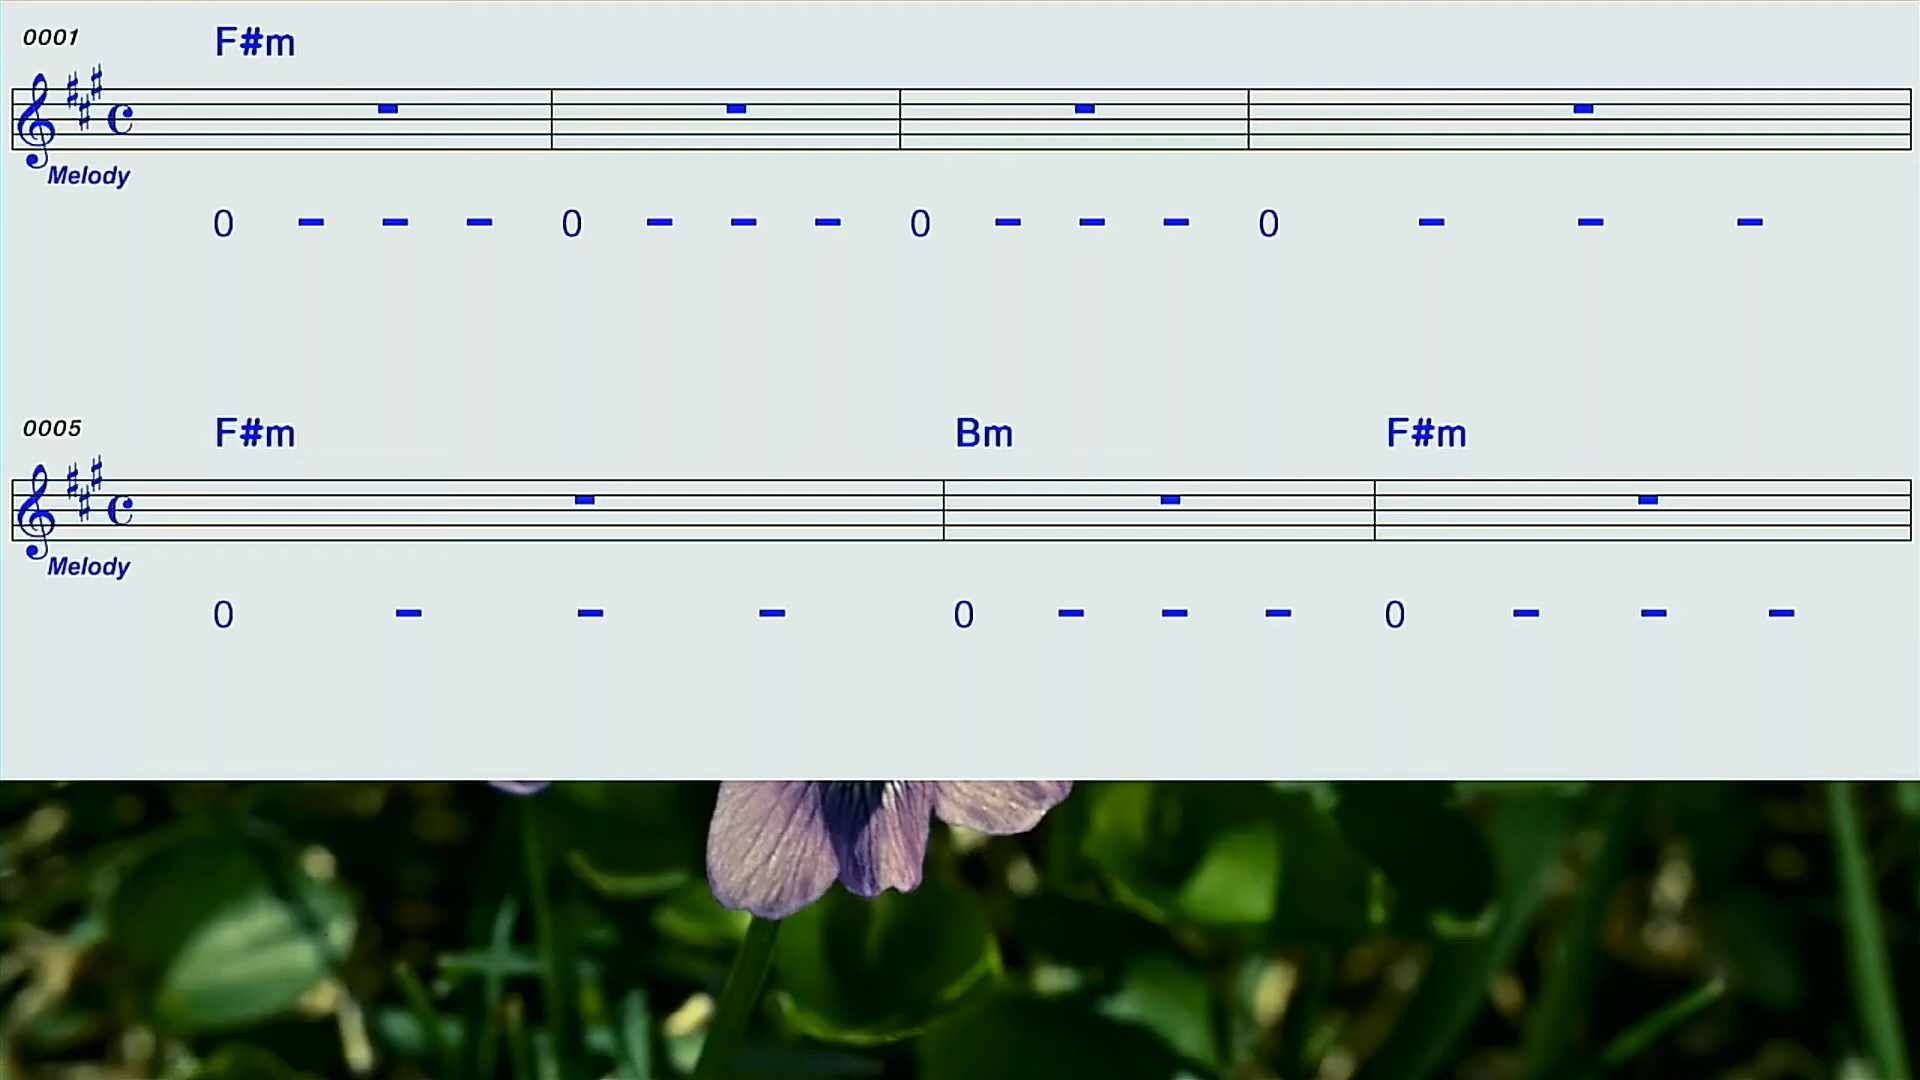 0001 F#m
Melody
0 - - - 0 - - - 0 - - - 0 - - -
0005 F#m Bm F#m
Melody
0 - - - 0 - - - 0 - - -